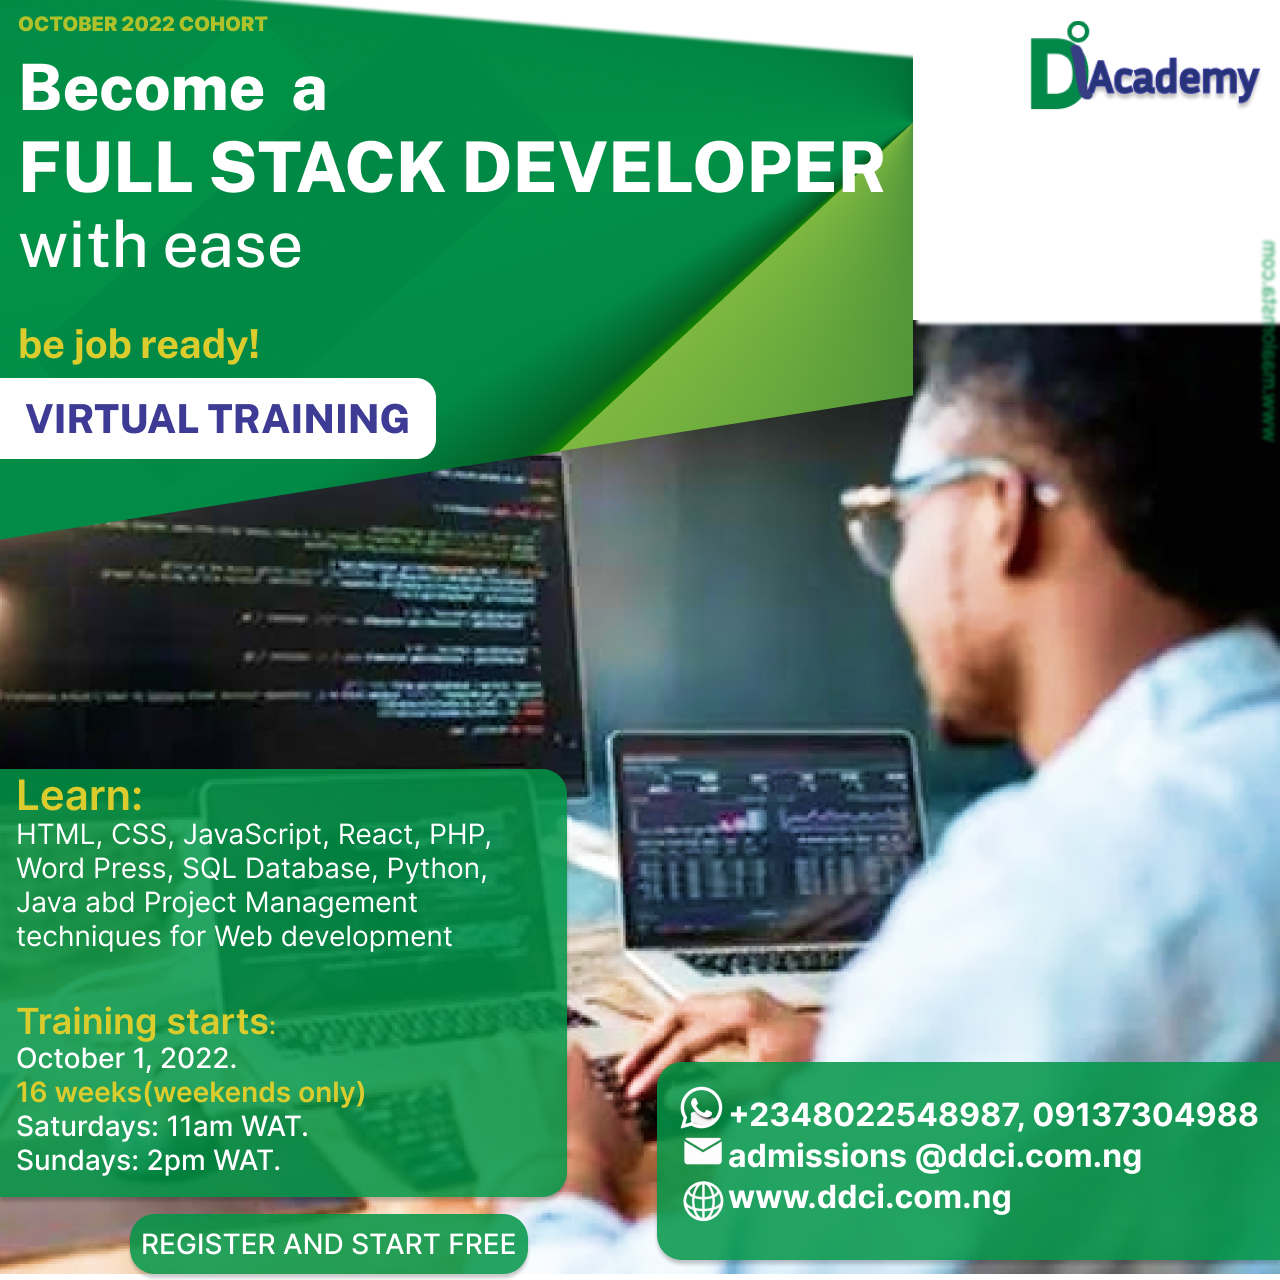 OCTOBER 2022 COHORT
Become a
FULL STACK DEVELOPER
with ease
be job ready!
VIRTUAL TRAINING
Di Academy
Learn:
HTML, CSS, JavaScript, React, PHP,
Word Press, SQL Database, Python,
Java abd Project Management
techniques for Web development
Training starts:
October 1, 2022.
16 weeks(weekends only)
Saturdays: 11am WAT.
Sundays: 2pm WAT.
REGISTER AND START FREE
+2348022548987, 09137304988
admissions @ddci.com.ng
www.ddci.com.ng